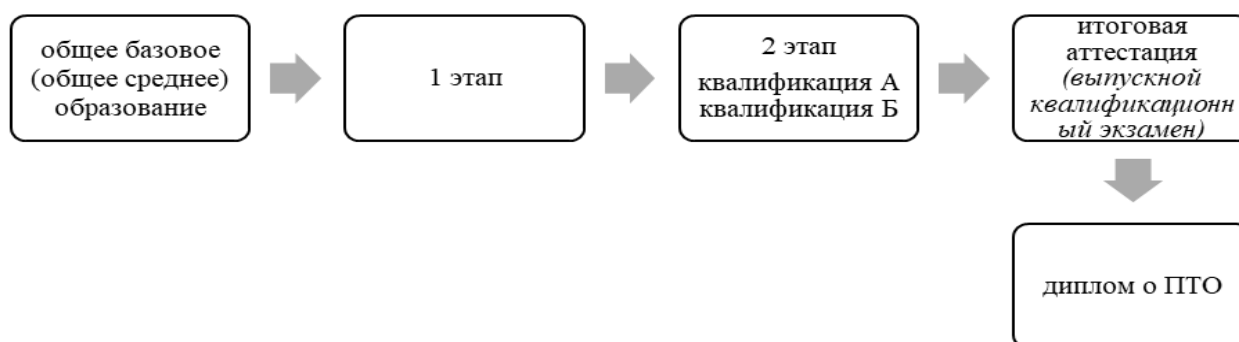 общее базовое
(общее среднее)
образование
1 этап
2 этап
квалификация А
квалификация Б
итоговая
аттестация
(выпускной
квалификационн
ый экзамен)
диплом о ПТО